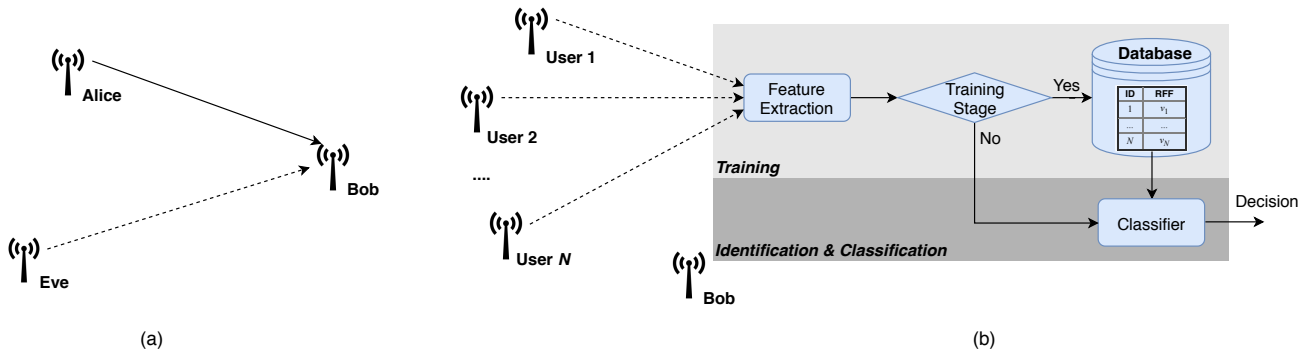 Alice
Bob
Eve
(a)
User 1
User 2
....
User N
Bob
Feature
Extraction
Training
Stage
Yes
No
Database
ID RFF
1 v1
... ...
N vN
Training
Classifier
Decision
Identification & Classification
(b)